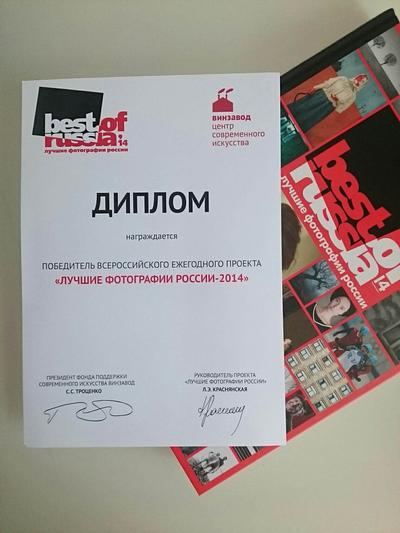 best of
russia'14
лучшие фотографии россии
ВИНЗАВОД
ЦЕНТР
СОВРЕМЕННОГО
ИСКУССТВА
ДИПЛОМ
награждается
ПОБЕДИТЕЛЬ ВСЕРОССИЙСКОГО ЕЖЕГОДНОГО ПРОЕКТА
«ЛУЧШИЕ ФОТОГРАФИИ РОССИИ-2014»
ПРЕЗИДЕНТ ФОНДА ПОДДЕРЖКИ
СОВРЕМЕННОГО ИСКУССТВА ВИНЗАВОД
С.С. ТРОЦЕНКО
РУКОВОДИТЕЛЬ ПРОЕКТА
«ЛУЧШИЕ ФОТОГРАФИИ РОССИИ»
Л.Э. КРАСНЯНСКАЯ
best of
russia'14
лучшие фотографии россии